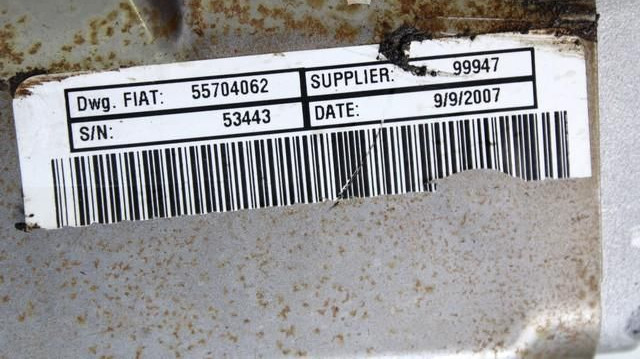 Dwg. FIAT: 55704062 SUPPLIER: 99947
S/N: 53443 DATE: 9/9/2007